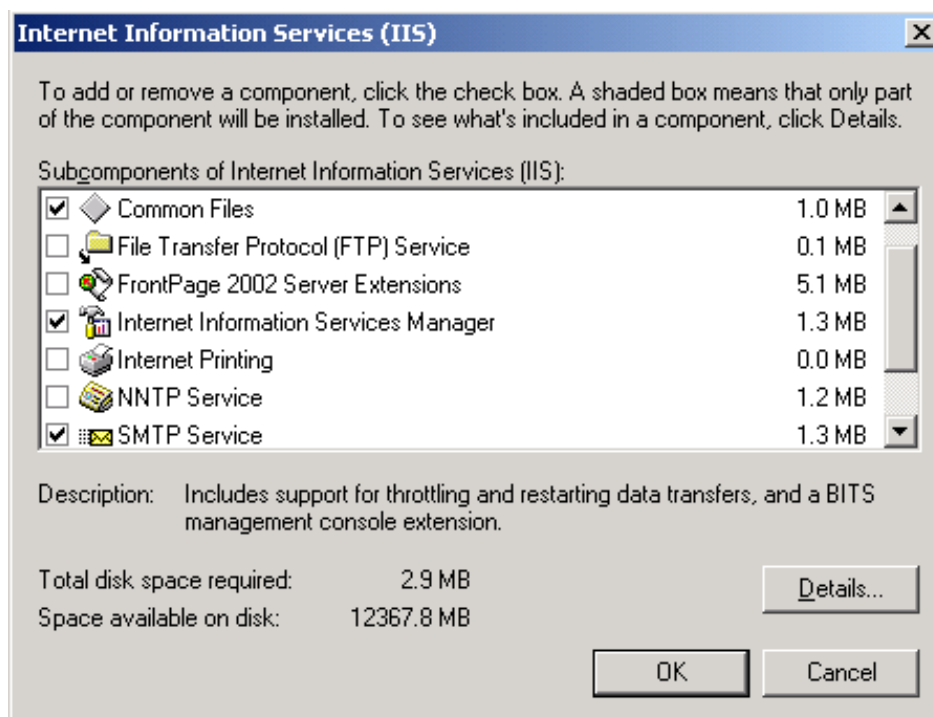 Internet Information Services (IIS)
To add or remove a component, click the check box. A shaded box means that only part
of the component will be installed. To see what's included in a component, click Details.
Subcomponents of Internet Information Services (IIS):
Common Files 1.0 MB
File Transfer Protocol (FTP) Service 0.1 MB
FrontPage 2002 Server Extensions 5.1 MB
Internet Information Services Manager 1.3 MB
Internet Printing 0.0 MB
NNTP Service 1.2 MB
SMTP Service 1.3 MB
Description: Includes support for throttling and restarting data transfers, and a BITS
management console extension.
Total disk space required: 2.9 MB
Details...
Space available on disk: 12367.8 MB
OK Cancel